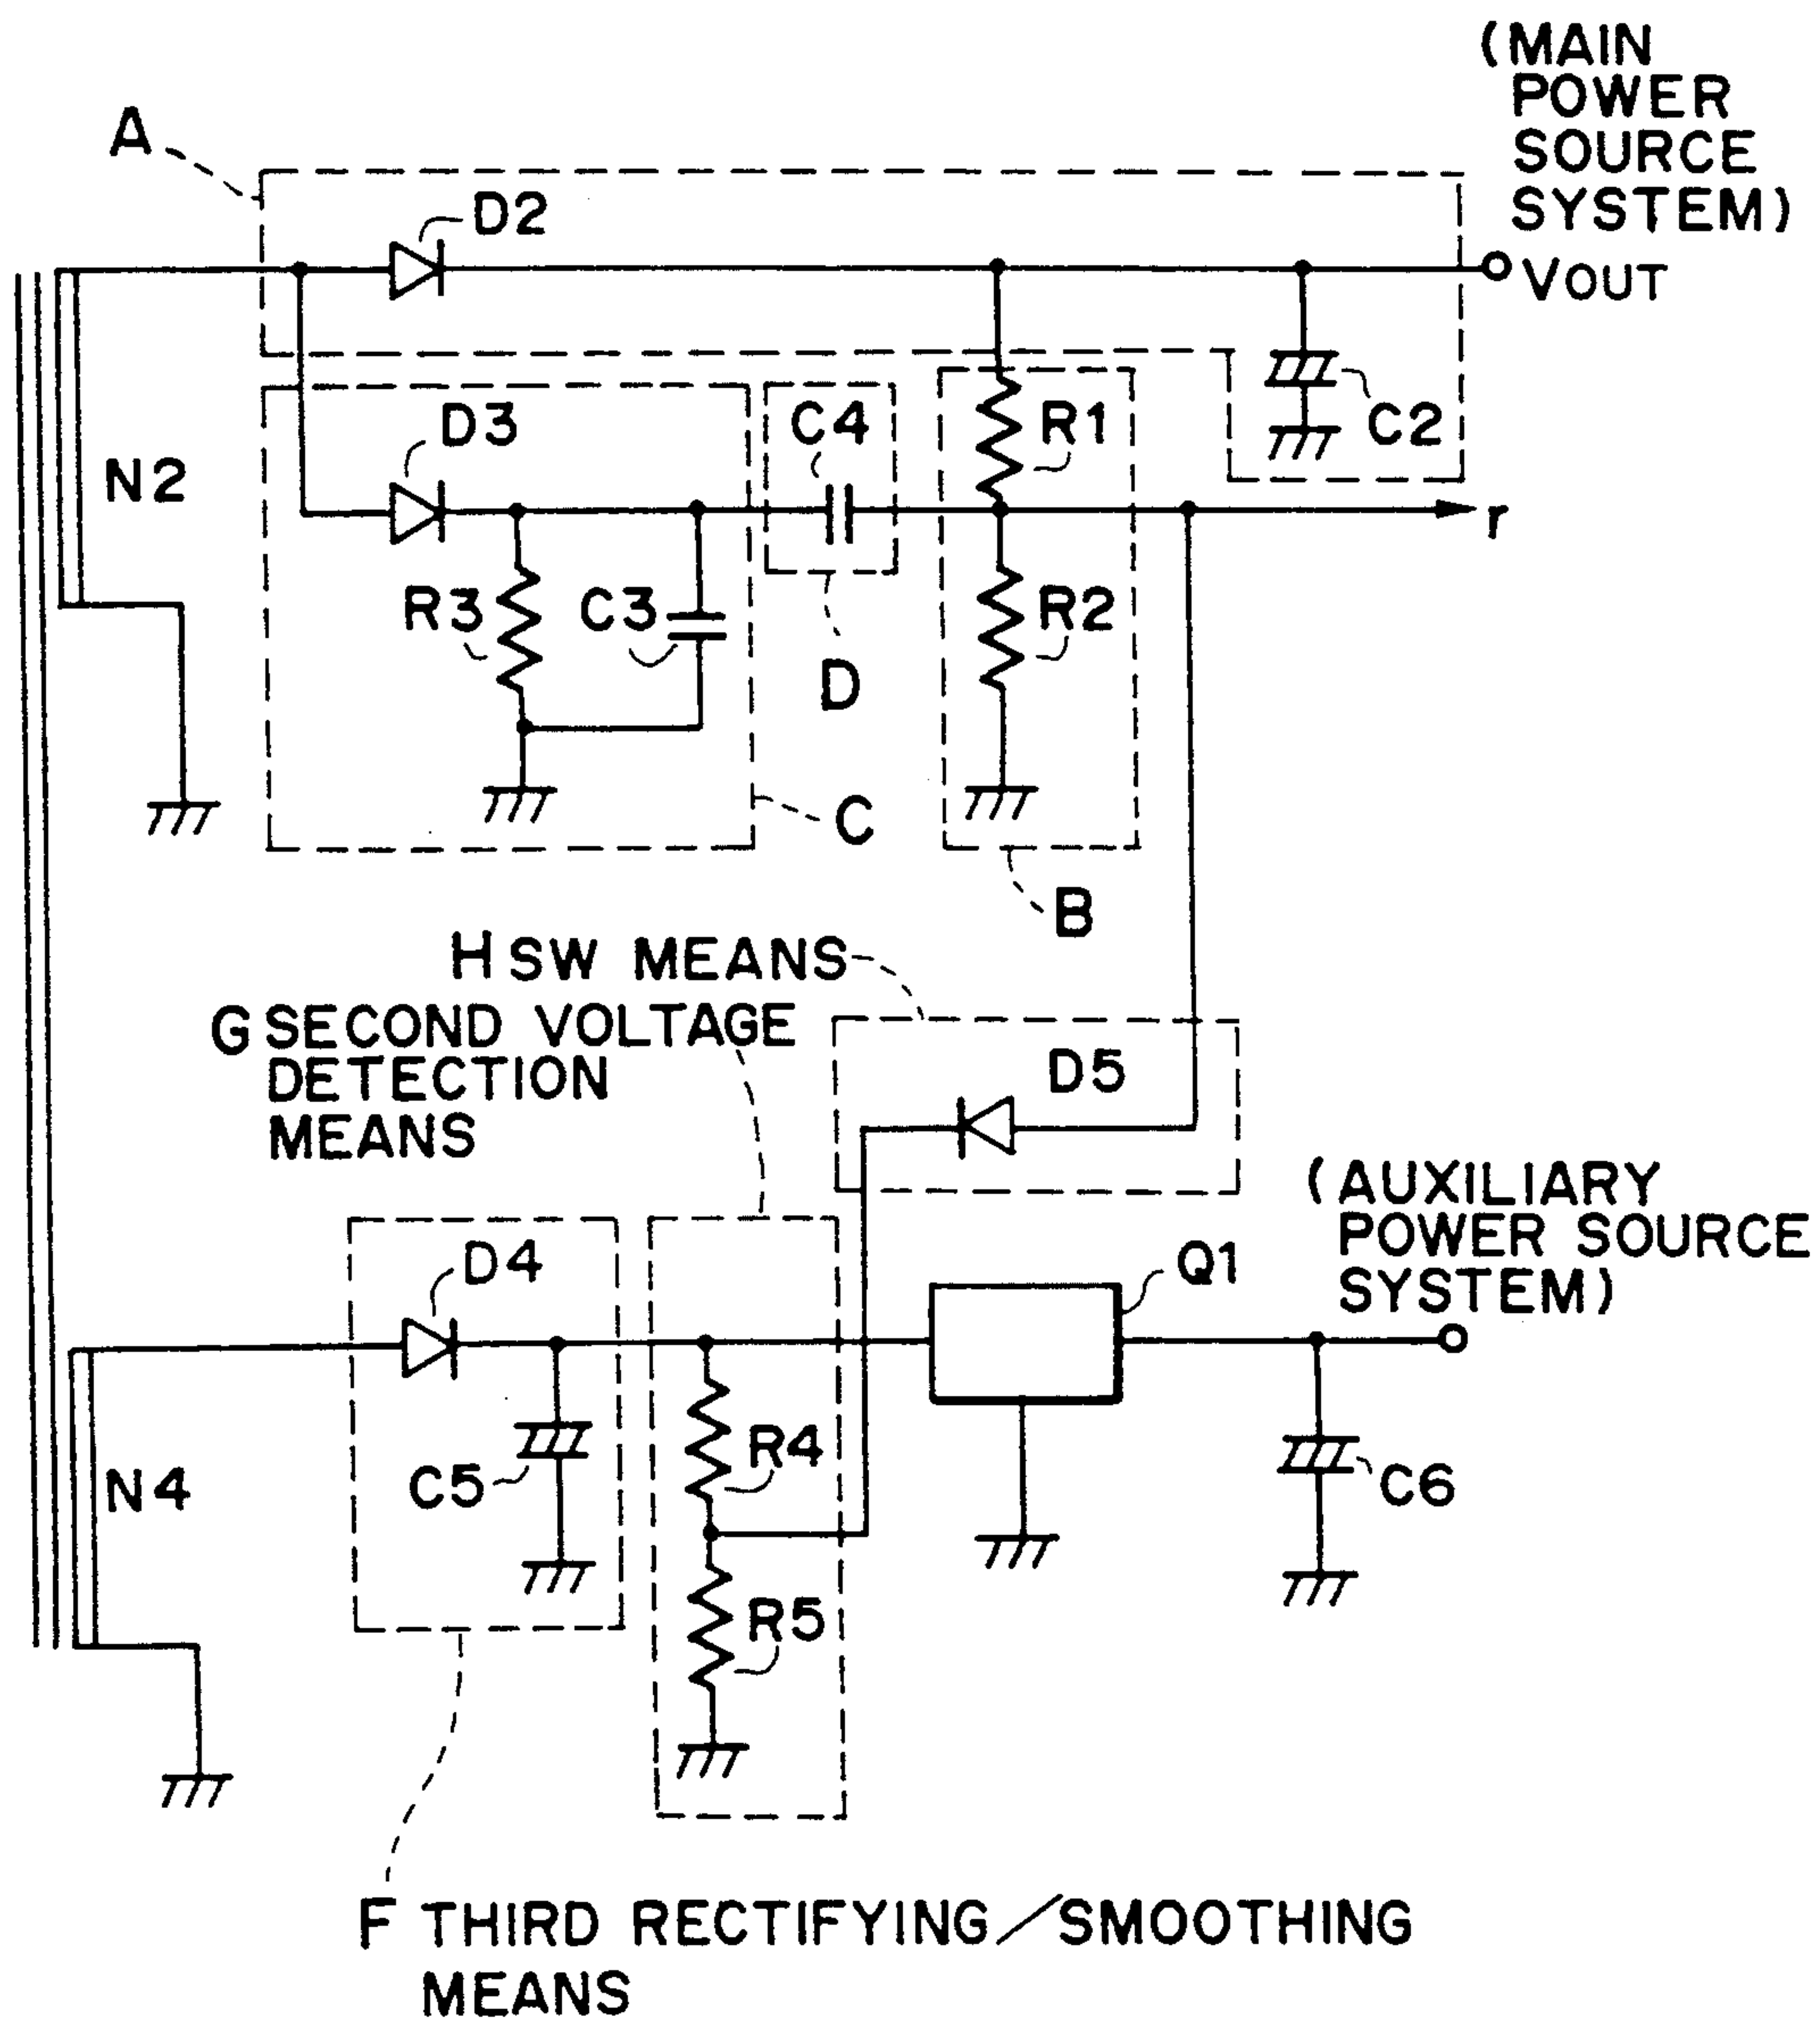 (MAIN
POWER
SOURCE
SYSTEM)
A
D2
VOUT
D3
C4
R1
C2
N2
r
R3
C3
R2
D
C
B
H SW MEANS
G SECOND VOLTAGE
DETECTION
MEANS
D5
(AUXILIARY
POWER SOURCE
SYSTEM)
D4
Q1
R4
C5
N4
C6
R5
F THIRD RECTIFYING/SMOOTHING
MEANS